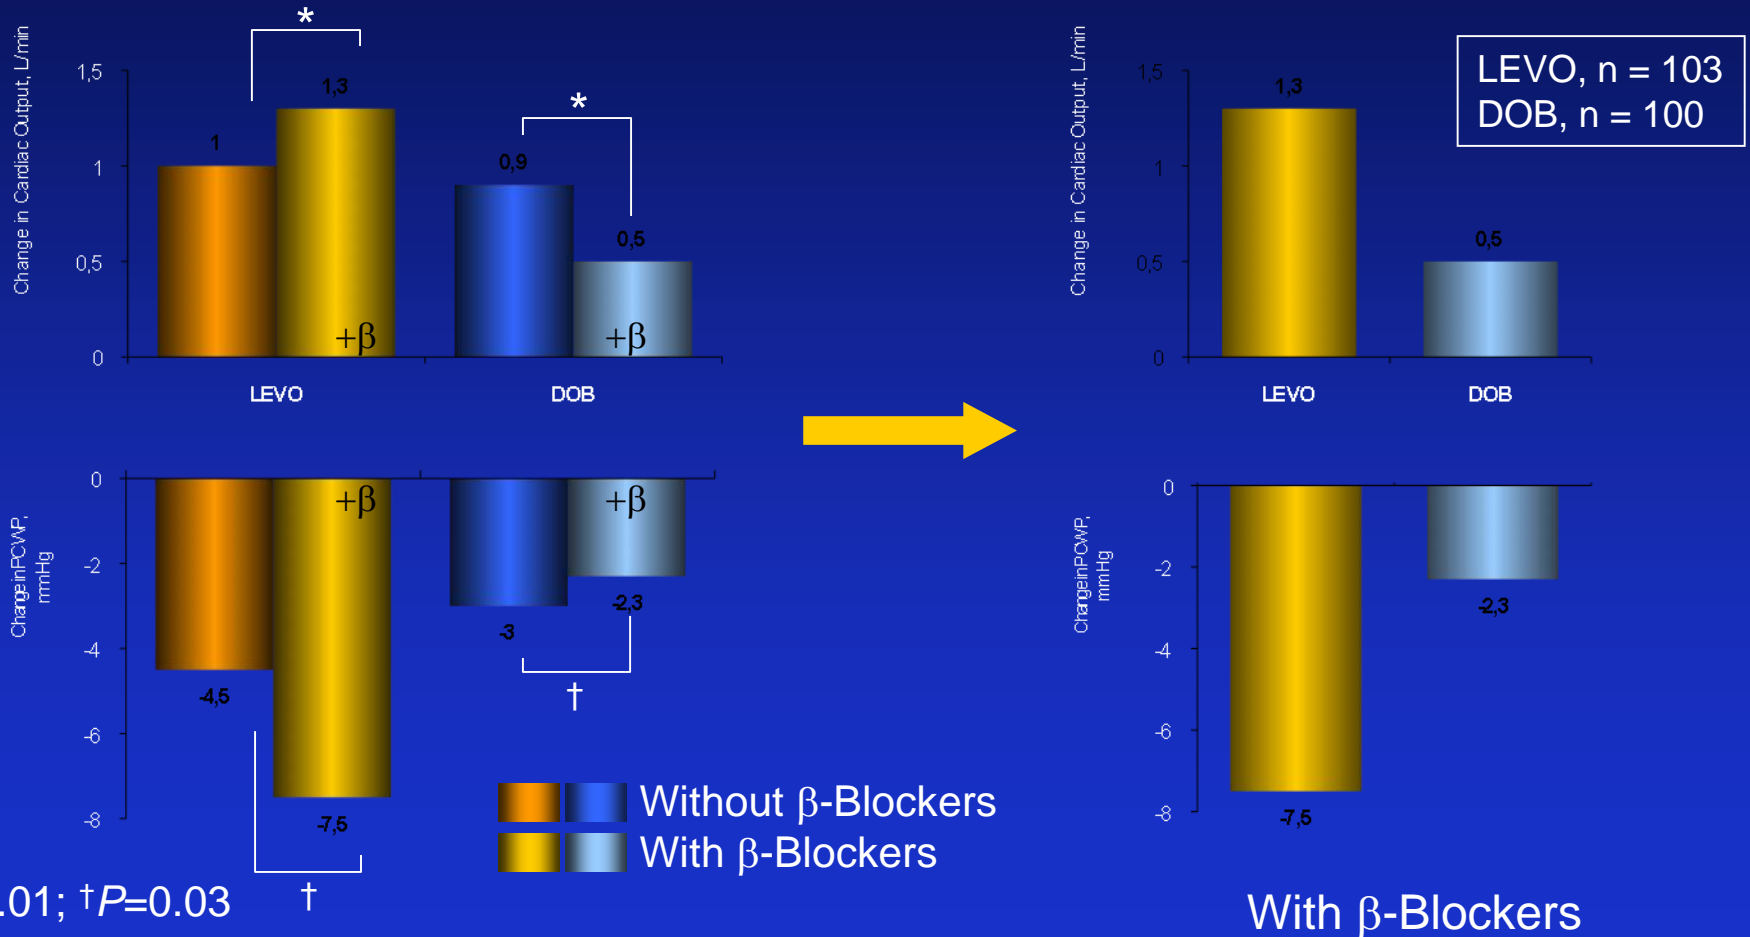 *
Change in Cardiac Output, L/min
1,5
1
0,5
0
1
1,3
+β
*
0,9
0,5
+β
LEVO
DOB
Change in PCWP,
mmHg
0
-2
-4
-6
-8
+β
-4,5
-7,5
†
+β
-3
-2,3
†
Without β-Blockers
With β-Blockers
.01; †P=0.03
LEVO, n = 103
DOB, n = 100
Change in Cardiac Output, L/min
1,5
1
0,5
0
1,3
0,5
LEVO
DOB
Change in PCWP,
mmHg
0
-2
-4
-6
-8
-7,5
-2,3
With β-Blockers